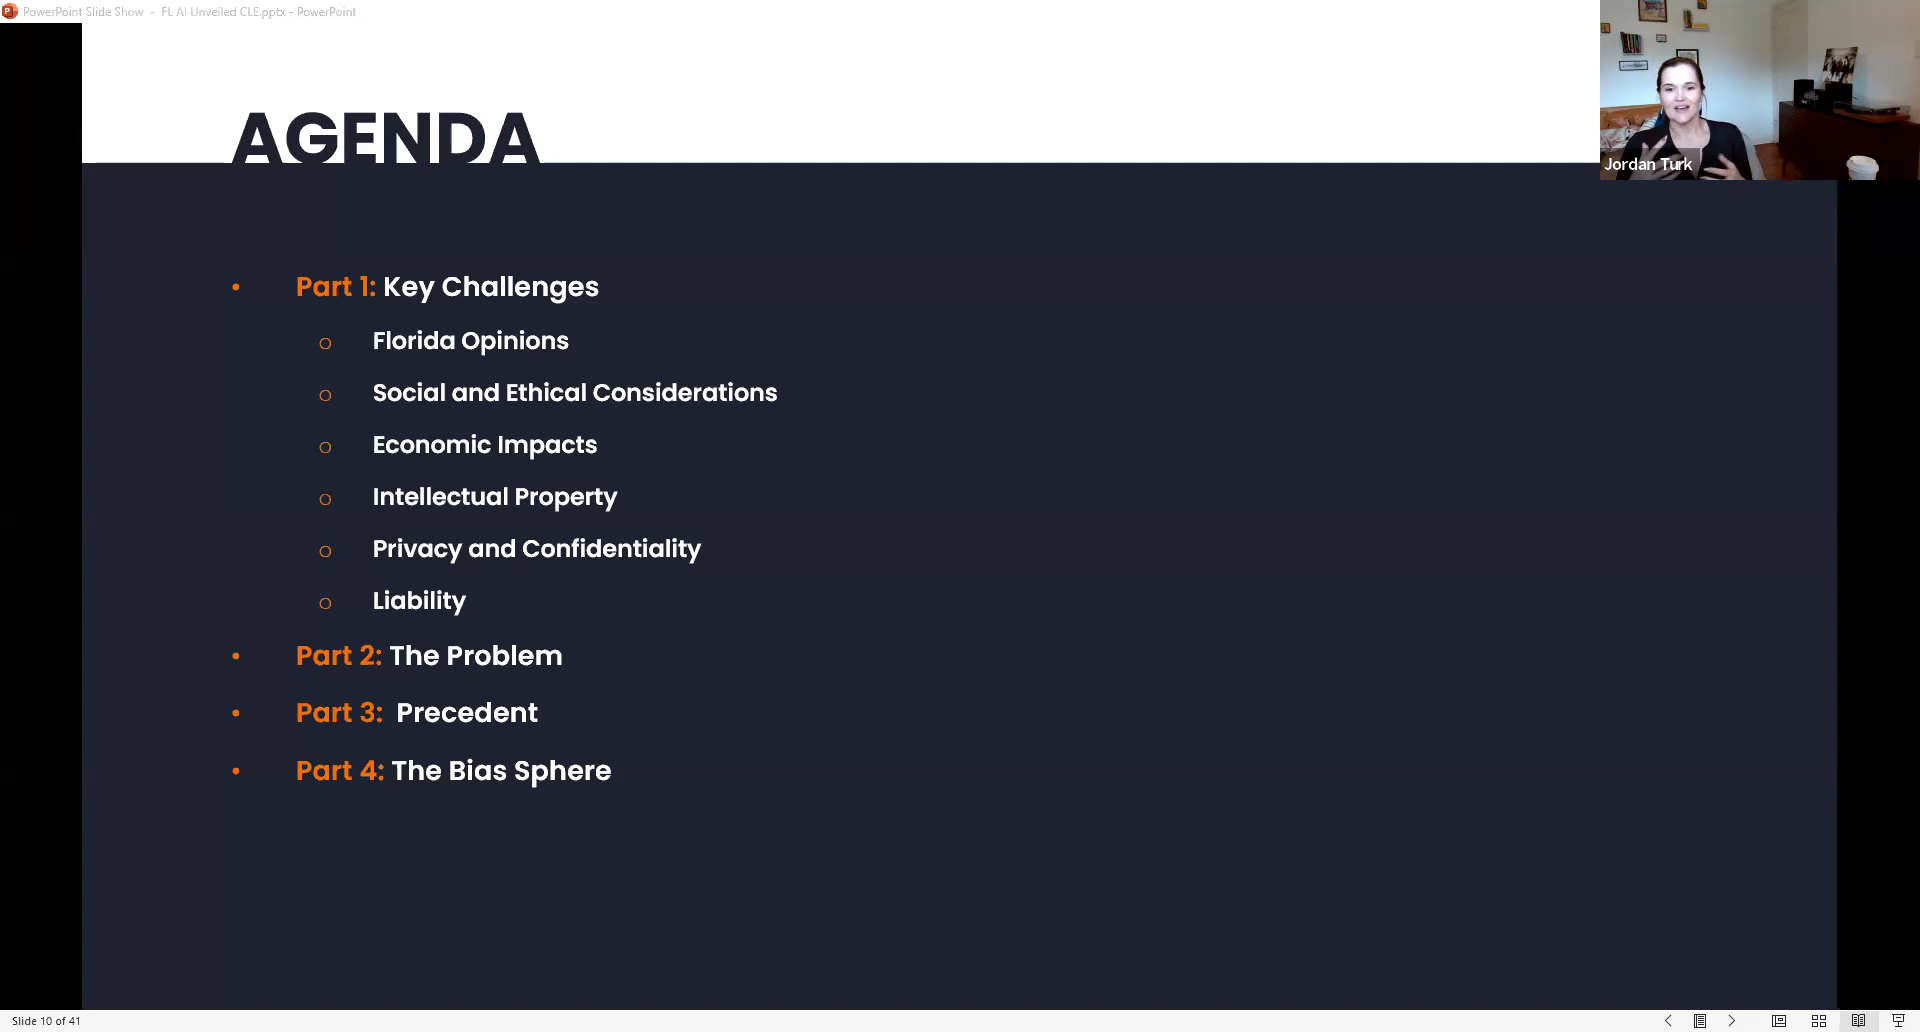 PowerPoint Slide Show - FL AI Unveiled CLE.pptx - PowerPoint
Jordan Turk
AGENDA
• Part 1: Key Challenges
o Florida Opinions
o Social and Ethical Considerations
o Economic Impacts
o Intellectual Property
o Privacy and Confidentiality
o Liability
• Part 2: The Problem
• Part 3: Precedent
• Part 4: The Bias Sphere
Slide 10 of 41